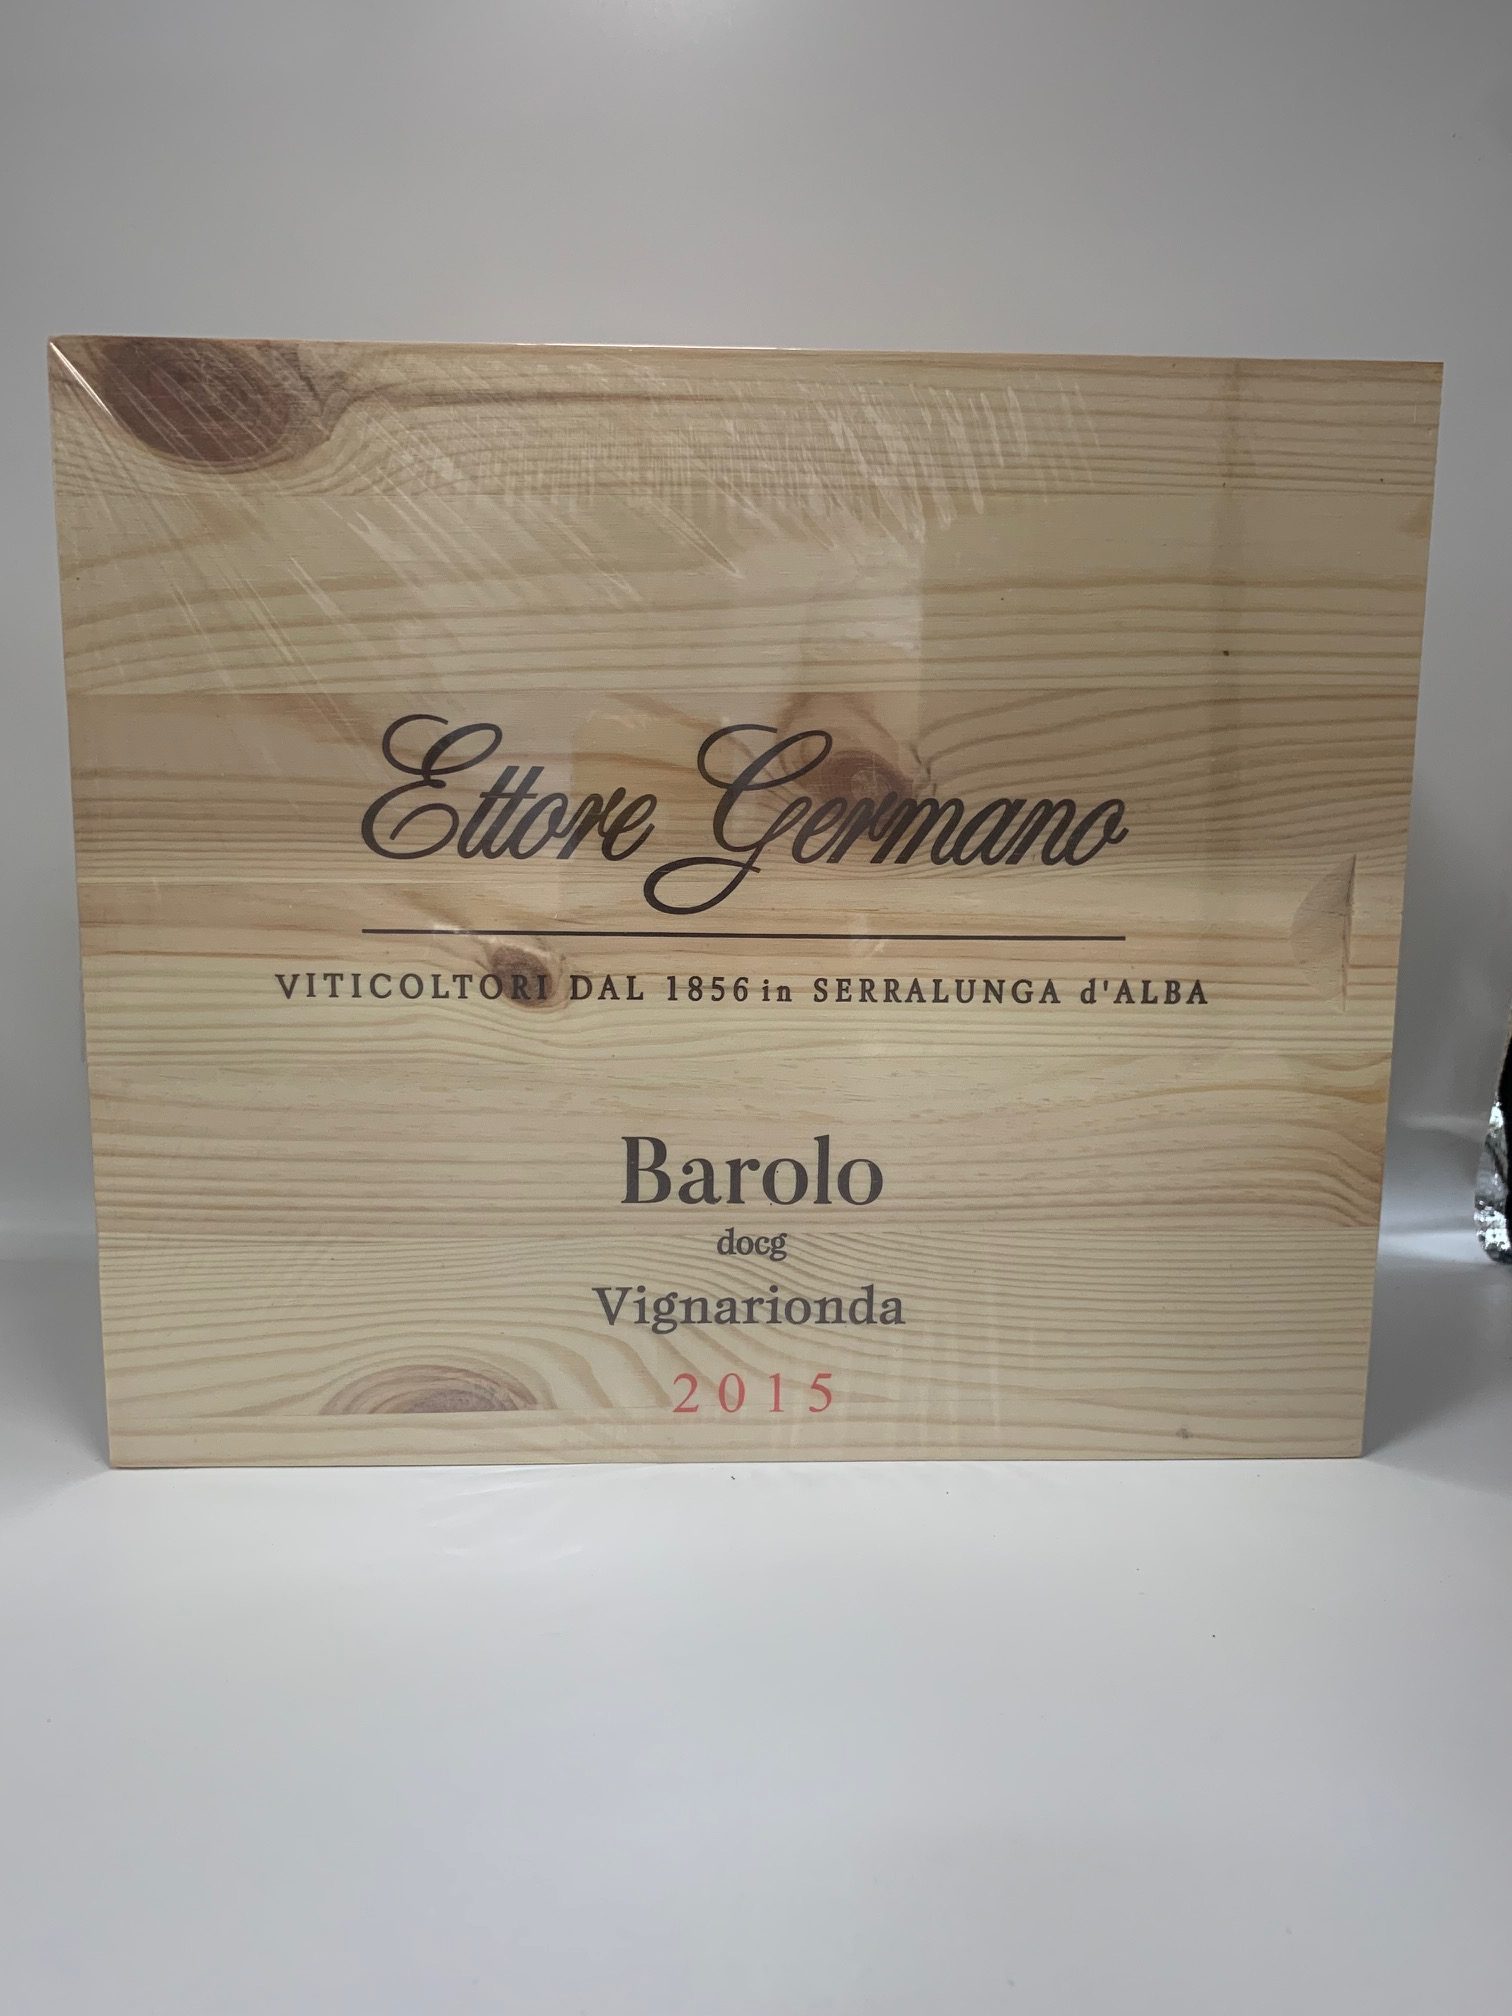 Ettore Germano
VITICOLTORI DAL 1856 in SERRALUNGA d'ALBA
Barolo
docg
Vignarionda
2015